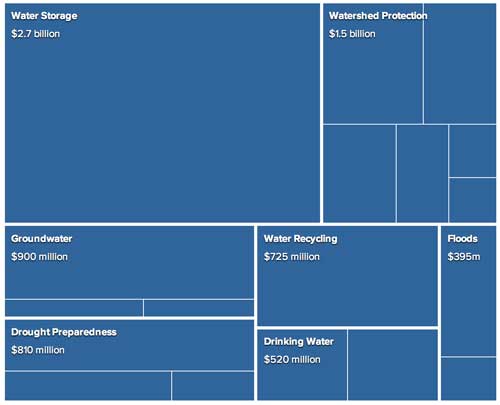 Water Storage
$2.7 billion
Watershed Protection
$1.5 billion
Groundwater
$900 million
Water Recycling
$725 million
Floods
$395m
Drought Preparedness
$810 million
Drinking Water
$520 million